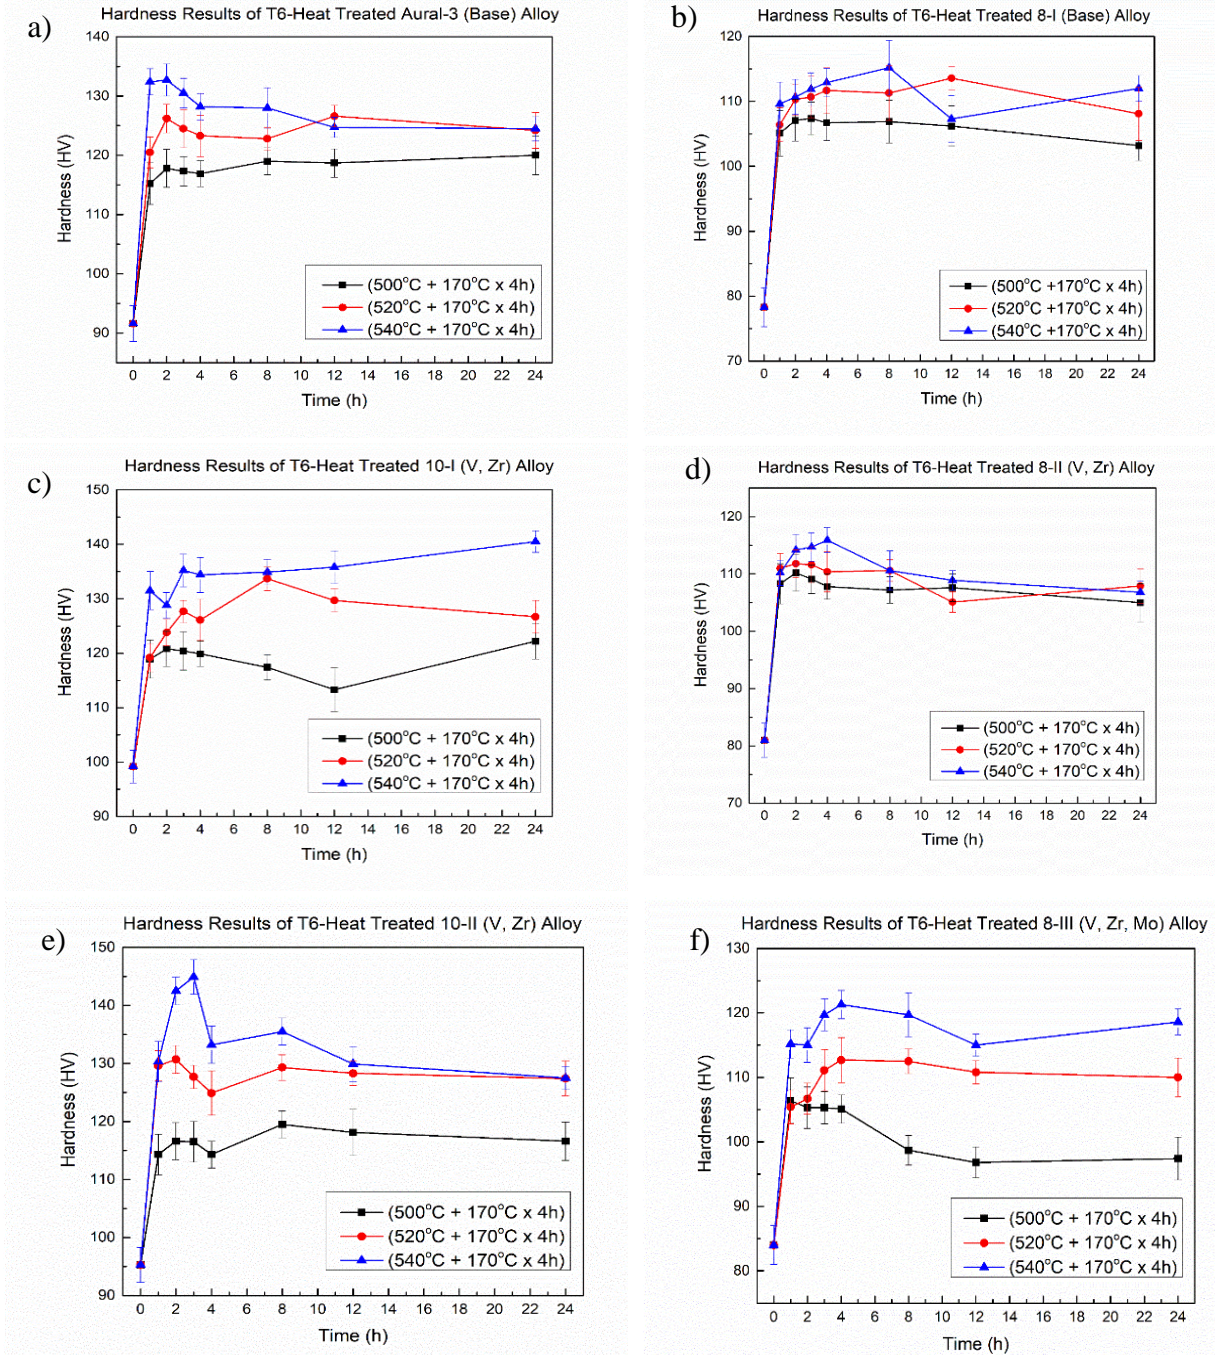 a)
Hardness Results of T6-Heat Treated Aural-3 (Base) Alloy
140
130
120
110
100
90
Hardness (HV)
(500°C + 170°C x 4h)
(520°C + 170°C x 4h)
(540°C + 170°C x 4h)
0 2 4 6 8 10 12 14 16 18 20 22 24
Time (h)
b)
Hardness Results of T6-Heat Treated 8-I (Base) Alloy
120
110
100
90
80
70
Hardness (HV)
(500°C +170°C x 4h)
(520°C +170°C x 4h)
(540°C +170°C x 4h)
0 2 4 6 8 10 12 14 16 18 20 22 24
Time (h)
c)
Hardness Results of T6-Heat Treated 10-I (V, Zr) Alloy
150
140
130
120
110
100
90
Hardness (HV)
(500°C + 170°C x 4h)
(520°C + 170°C x 4h)
(540°C + 170°C x 4h)
0 2 4 6 8 10 12 14 16 18 20 22 24
Time (h)
d)
Hardness Results of T6-Heat Treated 8-II (V, Zr) Alloy
120
110
100
90
80
70
Hardness (HV)
(500°C + 170°C x 4h)
(520°C + 170°C x 4h)
(540°C + 170°C x 4h)
0 2 4 6 8 10 12 14 16 18 20 22 24
Time (h)
e)
Hardness Results of T6-Heat Treated 10-II (V, Zr) Alloy
150
140
130
120
110
100
90
Hardness (HV)
(500°C + 170°C x 4h)
(520°C + 170°C x 4h)
(540°C + 170°C x 4h)
0 2 4 6 8 10 12 14 16 18 20 22 24
Time (h)
f)
Hardness Results of T6-Heat Treated 8-III (V, Zr, Mo) Alloy
130
120
110
100
90
80
Hardness (HV)
(500°C + 170°C x 4h)
(520°C + 170°C x 4h)
(540°C + 170°C x 4h)
0 2 4 6 8 10 12 14 16 18 20 22 24
Time (h)